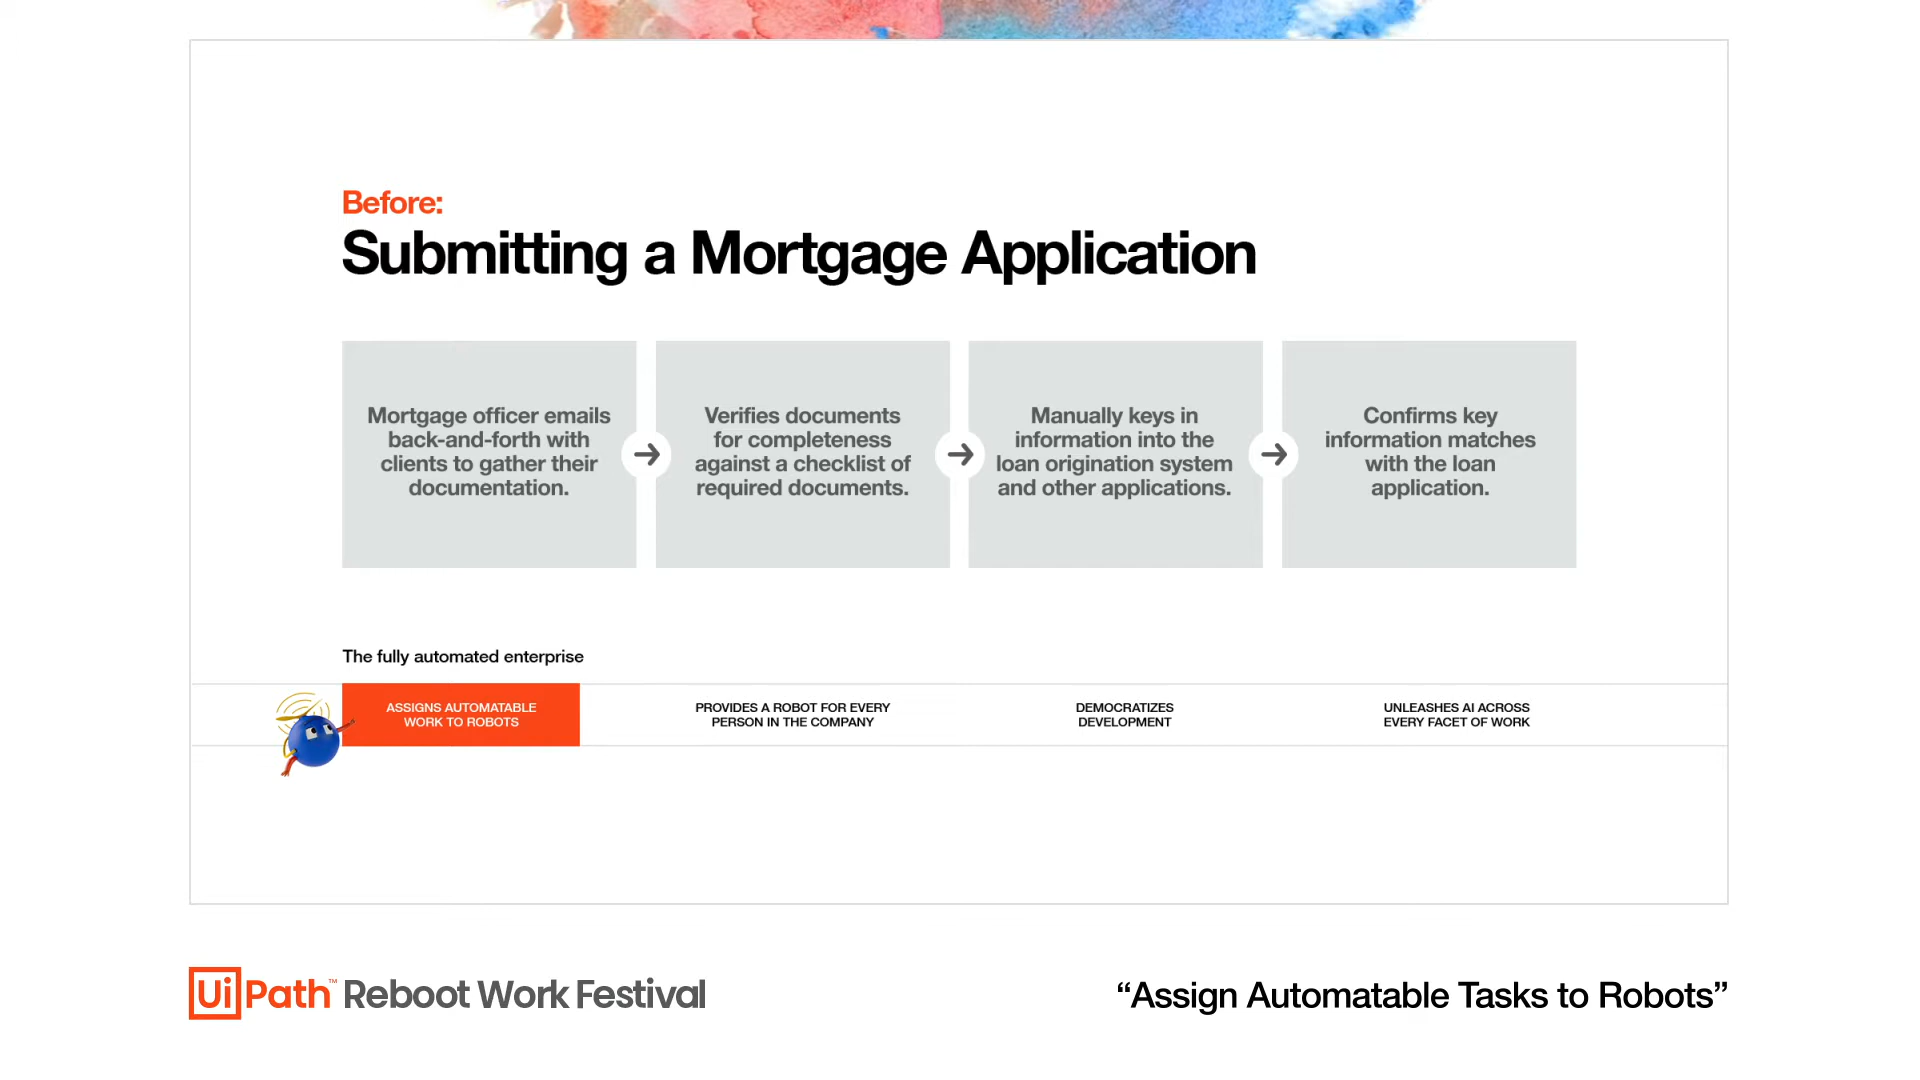 Before:
Submitting a Mortgage Application
Mortgage officer emails
back-and-forth with
clients to gather their
documentation.
Verifies documents
for completeness
against a checklist of
required documents.
Manually keys in
information into the
loan origination system
and other applications.
Confirms key
information matches
with the loan
application.
The fully automated enterprise
ASSIGNS AUTOMATABLE
WORK TO ROBOTS
PROVIDES A ROBOT FOR EVERY
PERSON IN THE COMPANY
DEMOCRATIZES
DEVELOPMENT
UNLEASHES AI ACROSS
EVERY FACET OF WORK
UiPath™ Reboot Work Festival
“Assign Automatable Tasks to Robots”